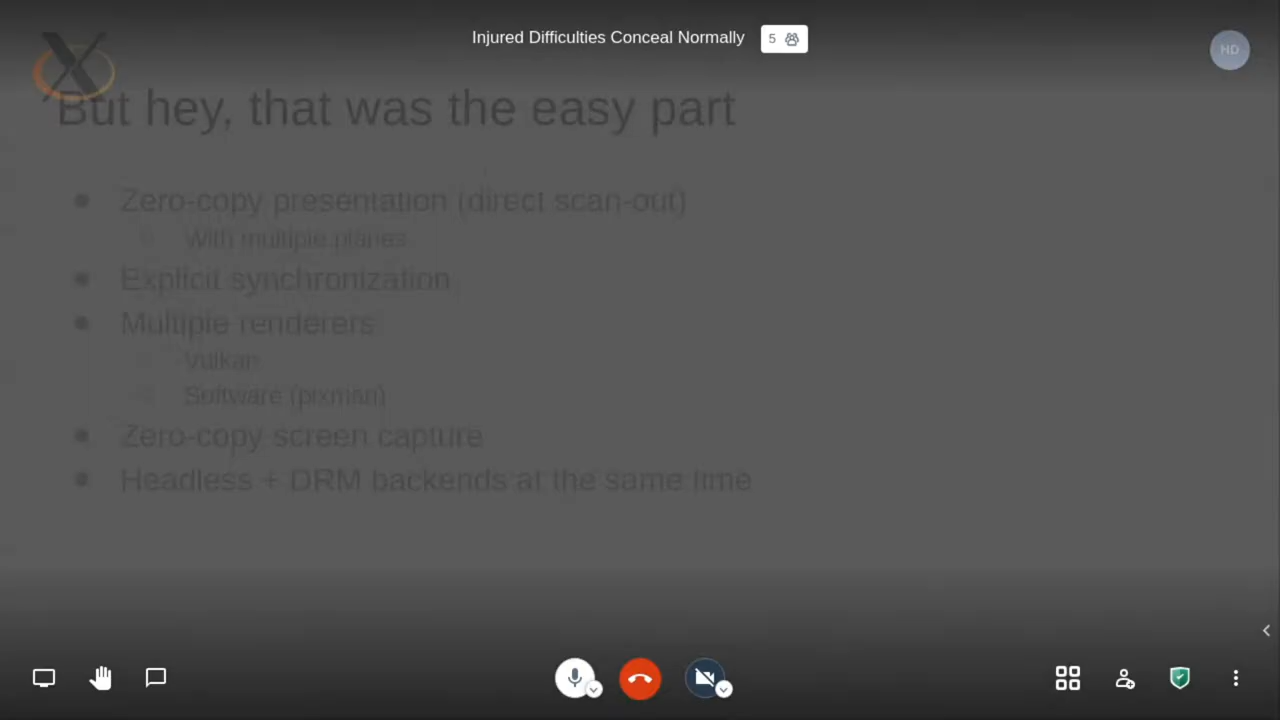 Injured Difficulties Conceal Normally 5
HD
But hey, that was the easy part
Zero-copy presentation (direct scan-out)
With multiple planes
Explicit synchronization
Multiple renderers
Vulkan
Software (pixman)
Zero-copy screen capture
Headless + DRM backends at the same time